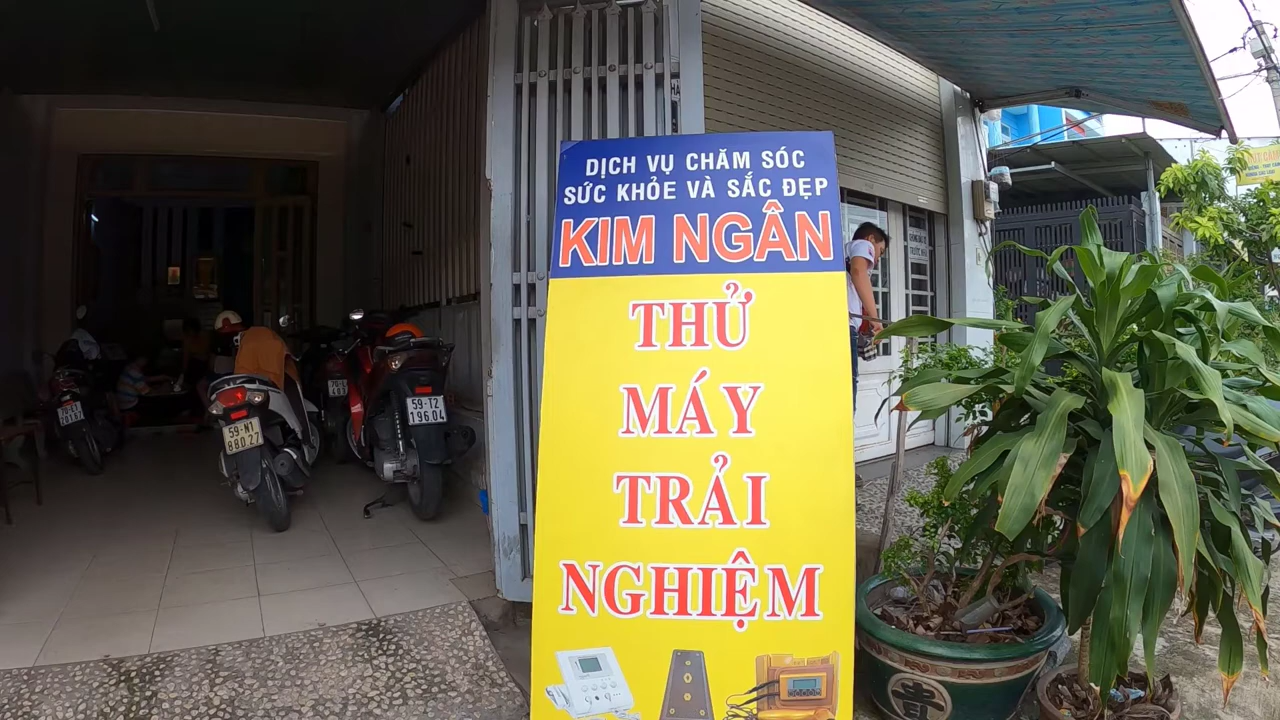 DỊCH VỤ CHĂM SÓC
SỨC KHỎE VÀ SẮC ĐẸP
KIM NGÂN
THỬ
MÁY
TRẢI
NGHIỆM
59-N1
880.27
59-T2
196.04